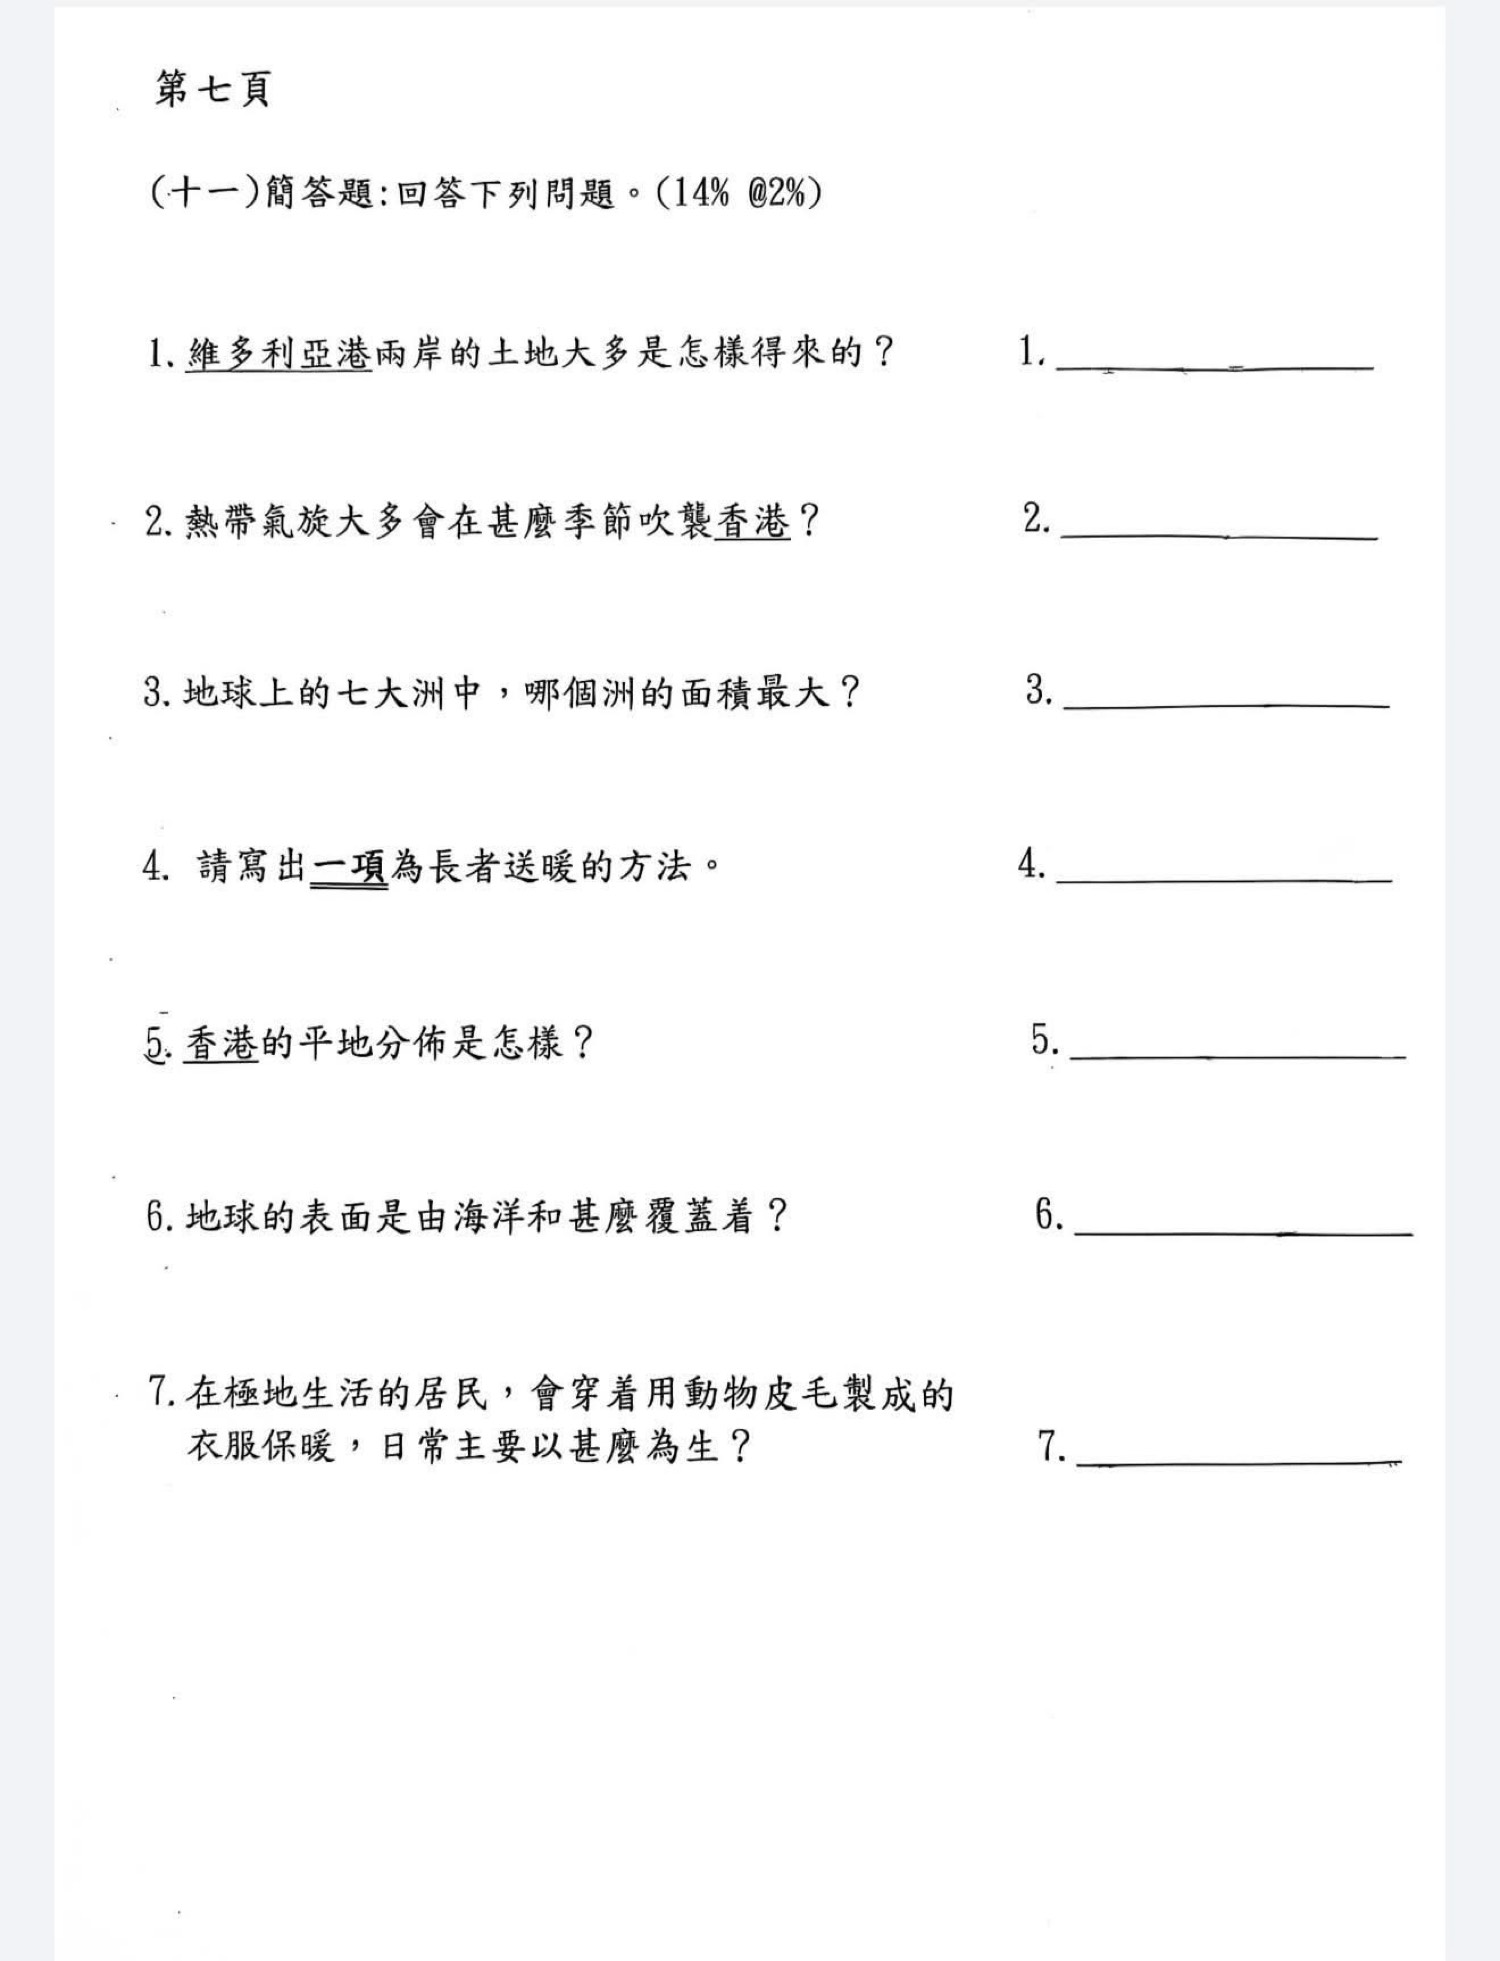 第七頁
(十一)簡答題:回答下列問題。(14% @2%)
1. 維多利亞港兩岸的土地大多是怎樣得來的? 1. ____________
2. 熱帶氣旋大多會在甚麼季節吹襲香港? 2. ____________
3. 地球上的七大洲中,哪個洲的面積最大? 3. ____________
4. 請寫出一項為長者送暖的方法。 4. ____________
5. 香港的平地分佈是怎樣? 5. ____________
6. 地球的表面是由海洋和甚麼覆蓋着? 6. ____________
7. 在極地生活的居民,會穿着用動物皮毛製成的
衣服保暖,日常主要以甚麼為生? 7. ____________